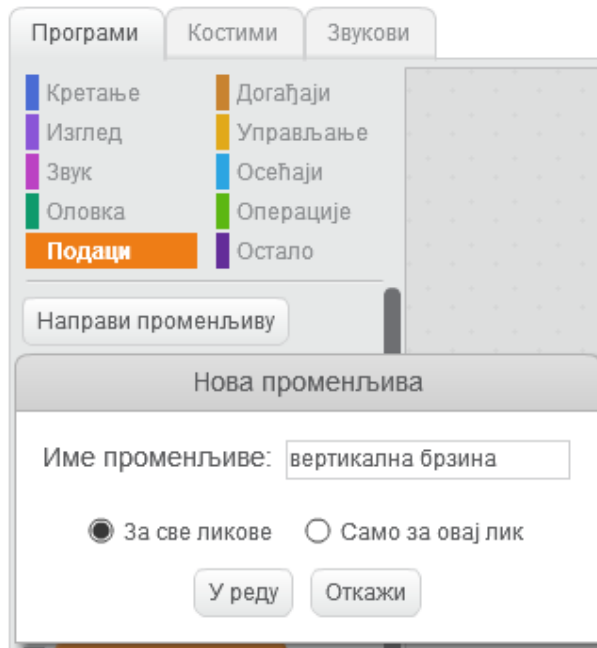 Програми Костими Звукови
Кретање Догађаји
Изглед Управљање
Звук Осећаји
Оловка Операције
Подаци Остало
Направи променљиву
Нова променљива
Име променљиве: вертикална брзина
За све ликове Само за овај лик
У реду Откажи